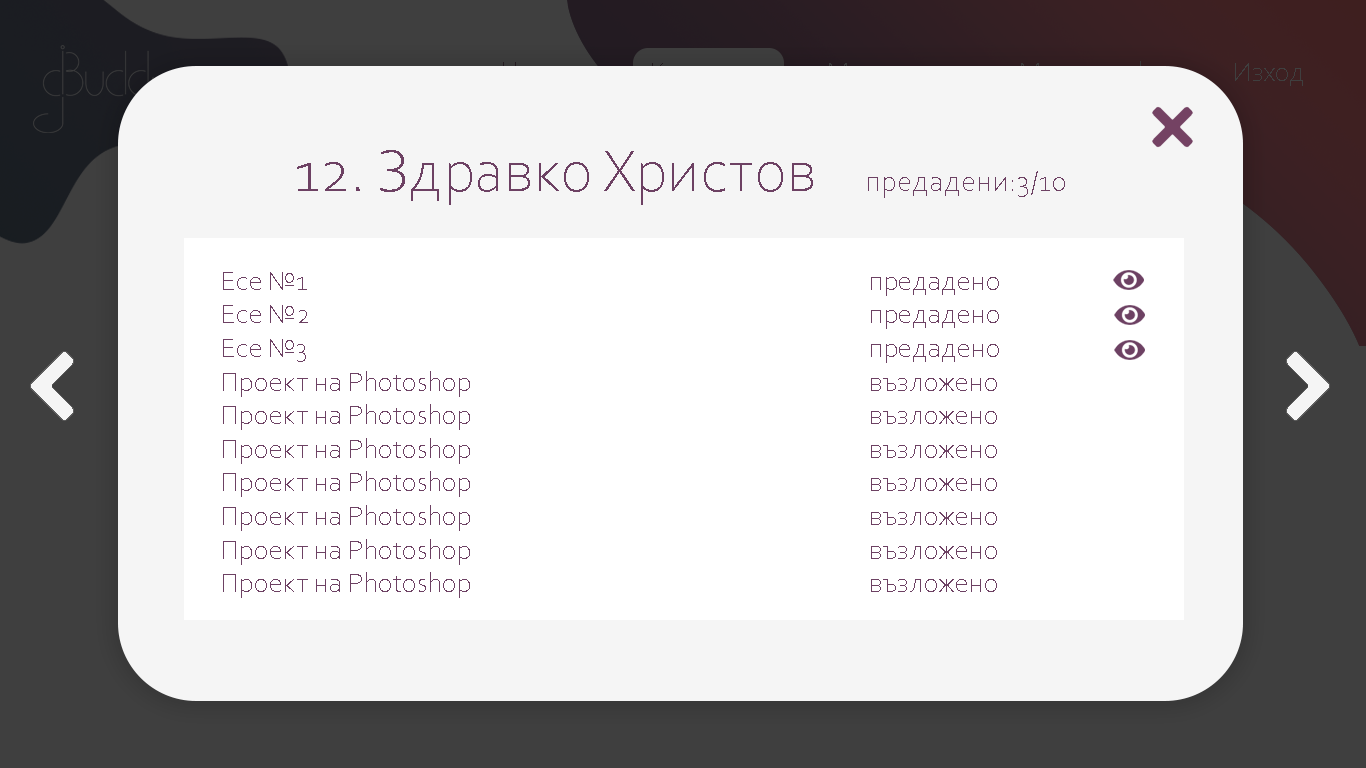 Изход
12. Здравко Христов предадени:3/10
Есе №1 предадено
Есе №2 предадено
Есе №3 предадено
Проект на Photoshop възложено
Проект на Photoshop възложено
Проект на Photoshop възложено
Проект на Photoshop възложено
Проект на Photoshop възложено
Проект на Photoshop възложено
Проект на Photoshop възложено